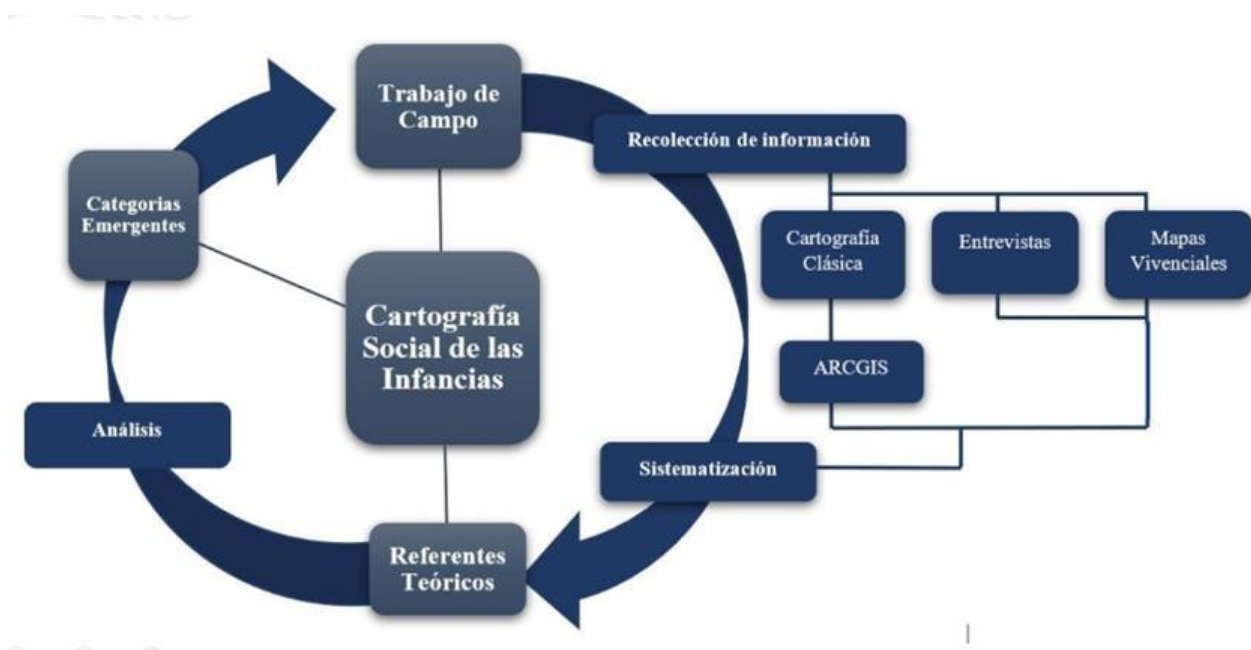 Trabajo de
Campo
Recolección de información
Categorias
Emergentes
Cartografía
Clásica
Entrevistas
Mapas
Vivenciales
Cartografía
Social de las
Infancias
ARCGIS
Análisis
Sistematización
Referentes
Teóricos